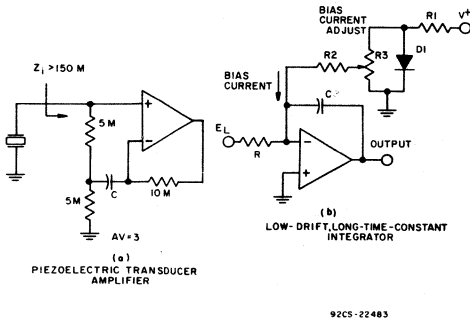 Zi >150 M
5 M
5M
C
10 M
AV=3
(a)
PIEZOELECTRIC TRANSDUCER
AMPLIFIER
BIAS
CURRENT
ADJUST
R1
V+
R2
R3
D1
BIAS
CURRENT
C
EL
R
OUTPUT
(b)
LOW-DRIFT,LONG-TIME-CONSTANT
INTEGRATOR
92CS-22483